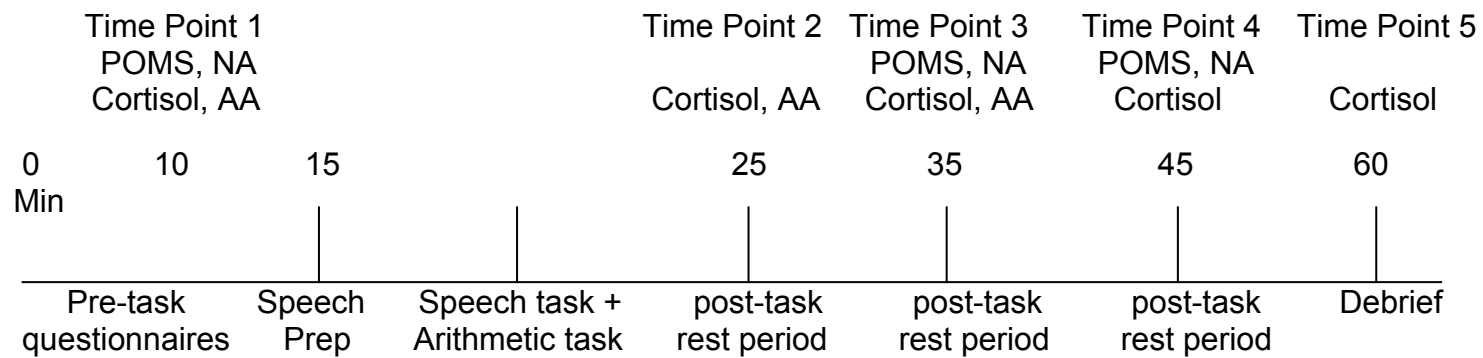 Time Point 1 Time Point 2 Time Point 3 Time Point 4 Time Point 5
POMS, NA POMS, NA POMS, NA
Cortisol, AA Cortisol, AA Cortisol, AA Cortisol Cortisol
0 10 15 25 35 45 60
Min
Pre-task Speech Speech task + post-task post-task post-task Debrief
questionnaires Prep Arithmetic task rest period rest period rest period